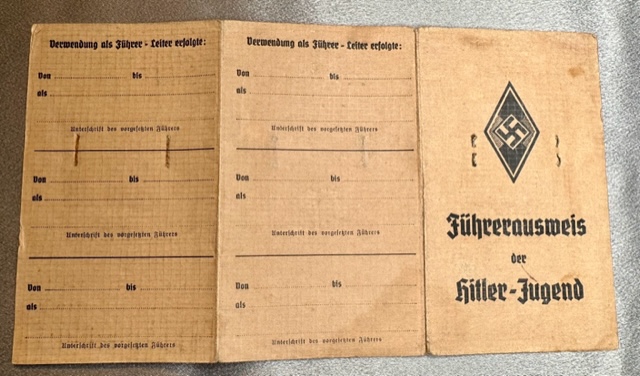 Verwendung als Führer - Leiter erfolgte:
Von bis
als
Unterschrift des vorgesetzten Führers
Von bis
als
Unterschrift des vorgesetzten Führers
Von bis
als
Unterschrift des vorgesetzten Führers
Verwendung als Führer - Leiter erfolgte:
Von bis
als
Unterschrift des vorgesetzten Führers
Von bis
als
Unterschrift des vorgesetzten Führers
Von bis
als
Unterschrift des vorgesetzten Führers
Führerausweis
der
Hitler-Jugend